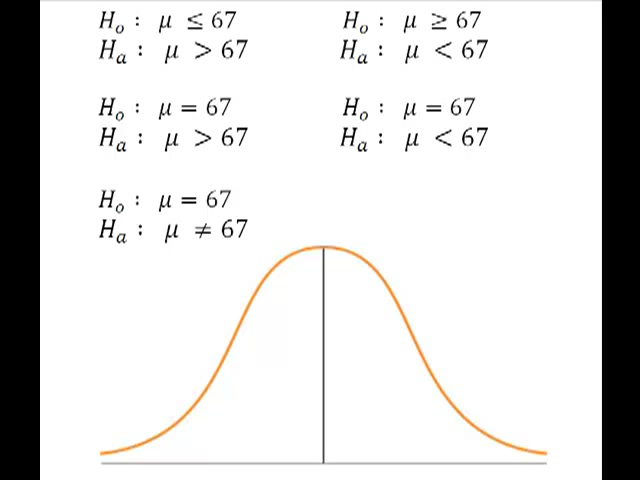 Hₒ : μ ≤ 67
Hₐ : μ > 67
Hₒ : μ ≥ 67
Hₐ : μ < 67
Hₒ : μ = 67
Hₐ : μ > 67
Hₒ : μ = 67
Hₐ : μ < 67
Hₒ : μ = 67
Hₐ : μ ≠ 67